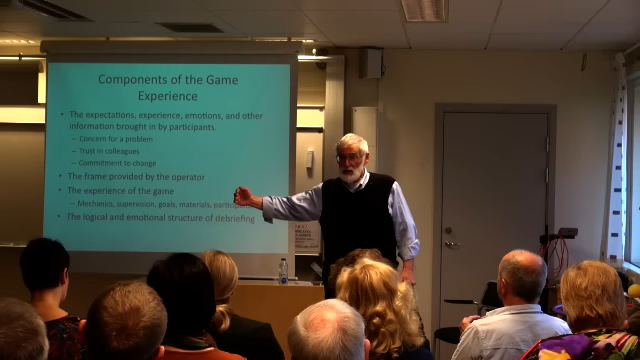 Components of the Game
Experience
• The expectations, experience, emotions, and other
information brought in by participants.
– Concern for a problem
– Trust in colleagues
– Commitment to change
• The frame provided by the operator
• The experience of the game
– Mechanics, supervision, goals, materials,
• The logical and emotional structure of debriefing